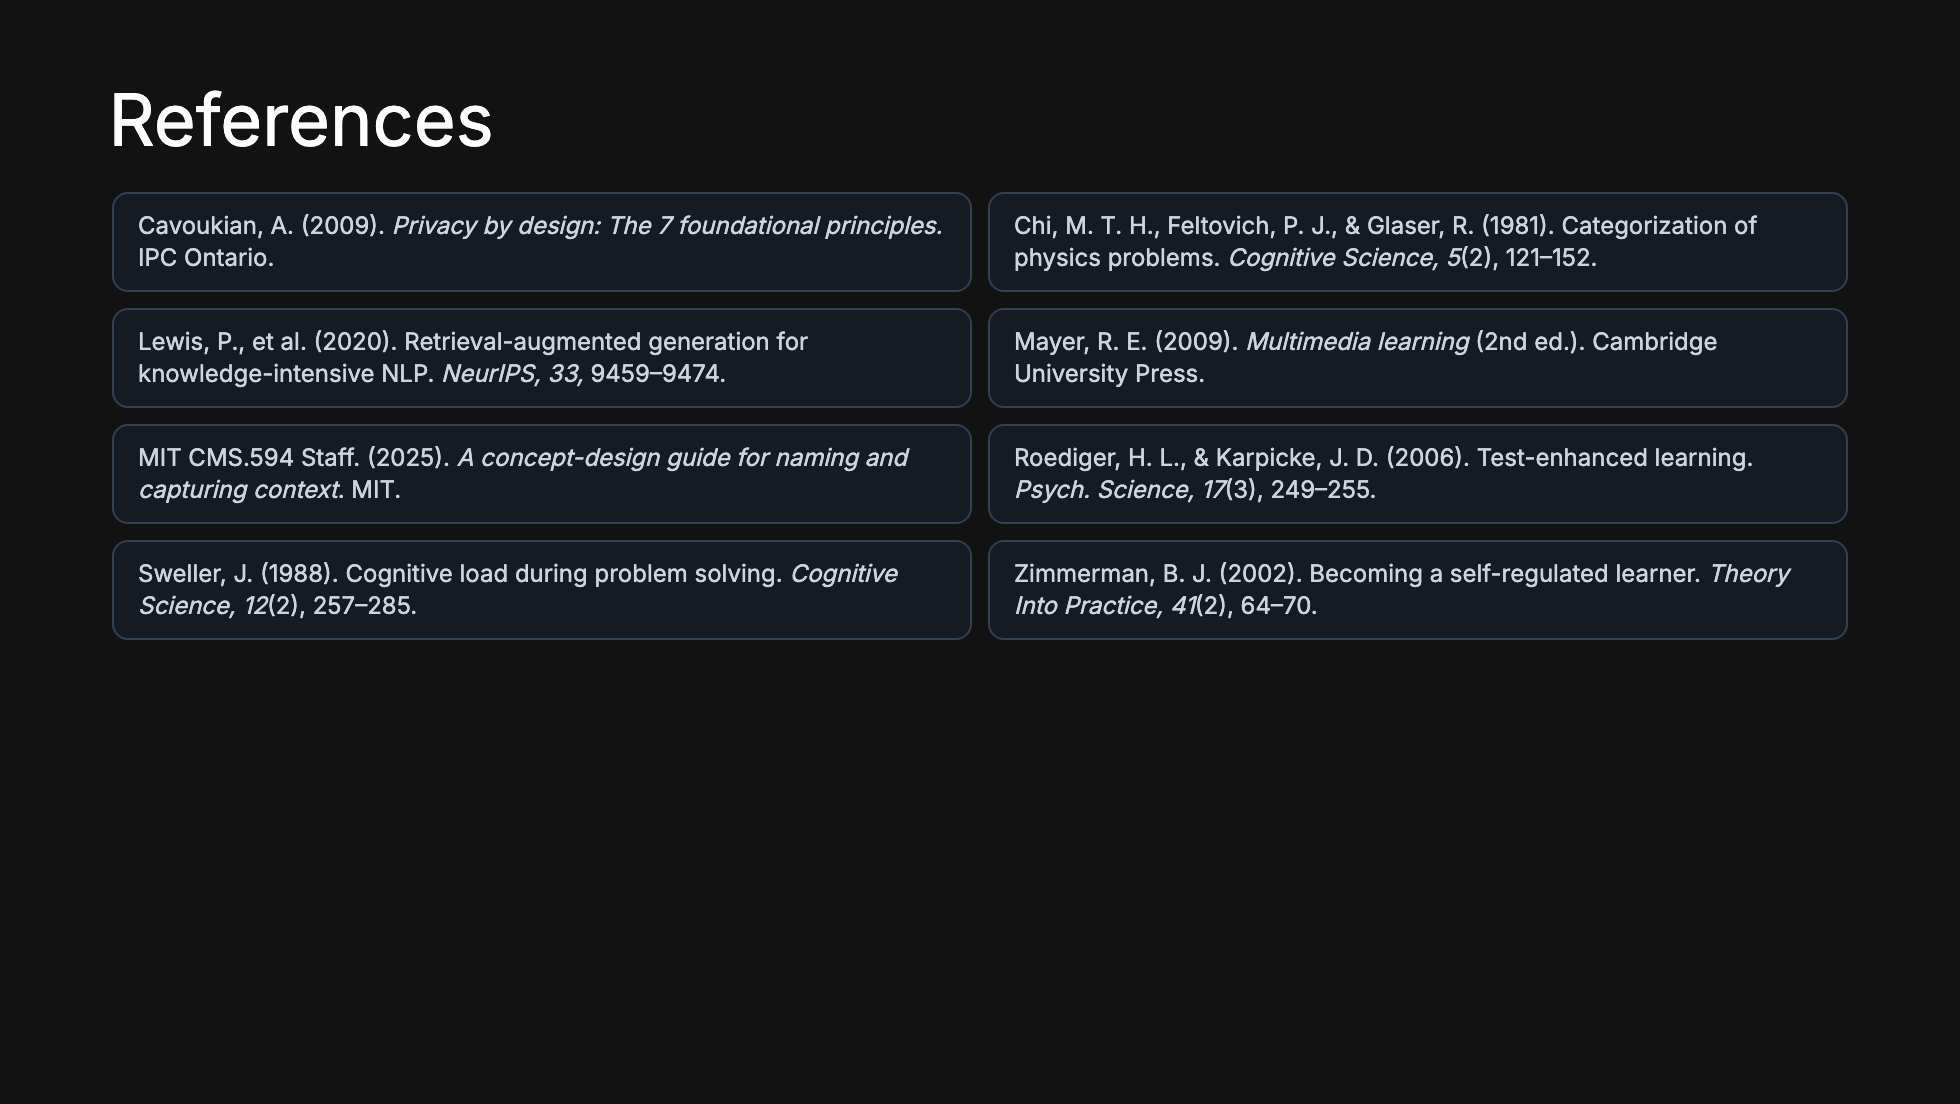 References
Cavoukian, A. (2009). Privacy by design: The 7 foundational principles.
IPC Ontario.
Chi, M. T. H., Feltovich, P. J., & Glaser, R. (1981). Categorization of
physics problems. Cognitive Science, 5(2), 121–152.
Lewis, P., et al. (2020). Retrieval-augmented generation for
knowledge-intensive NLP. NeurIPS, 33, 9459–9474.
Mayer, R. E. (2009). Multimedia learning (2nd ed.). Cambridge
University Press.
MIT CMS.594 Staff. (2025). A concept-design guide for naming and
capturing context. MIT.
Roediger, H. L., & Karpicke, J. D. (2006). Test-enhanced learning.
Psych. Science, 17(3), 249–255.
Sweller, J. (1988). Cognitive load during problem solving. Cognitive
Science, 12(2), 257–285.
Zimmerman, B. J. (2002). Becoming a self-regulated learner. Theory
Into Practice, 41(2), 64–70.